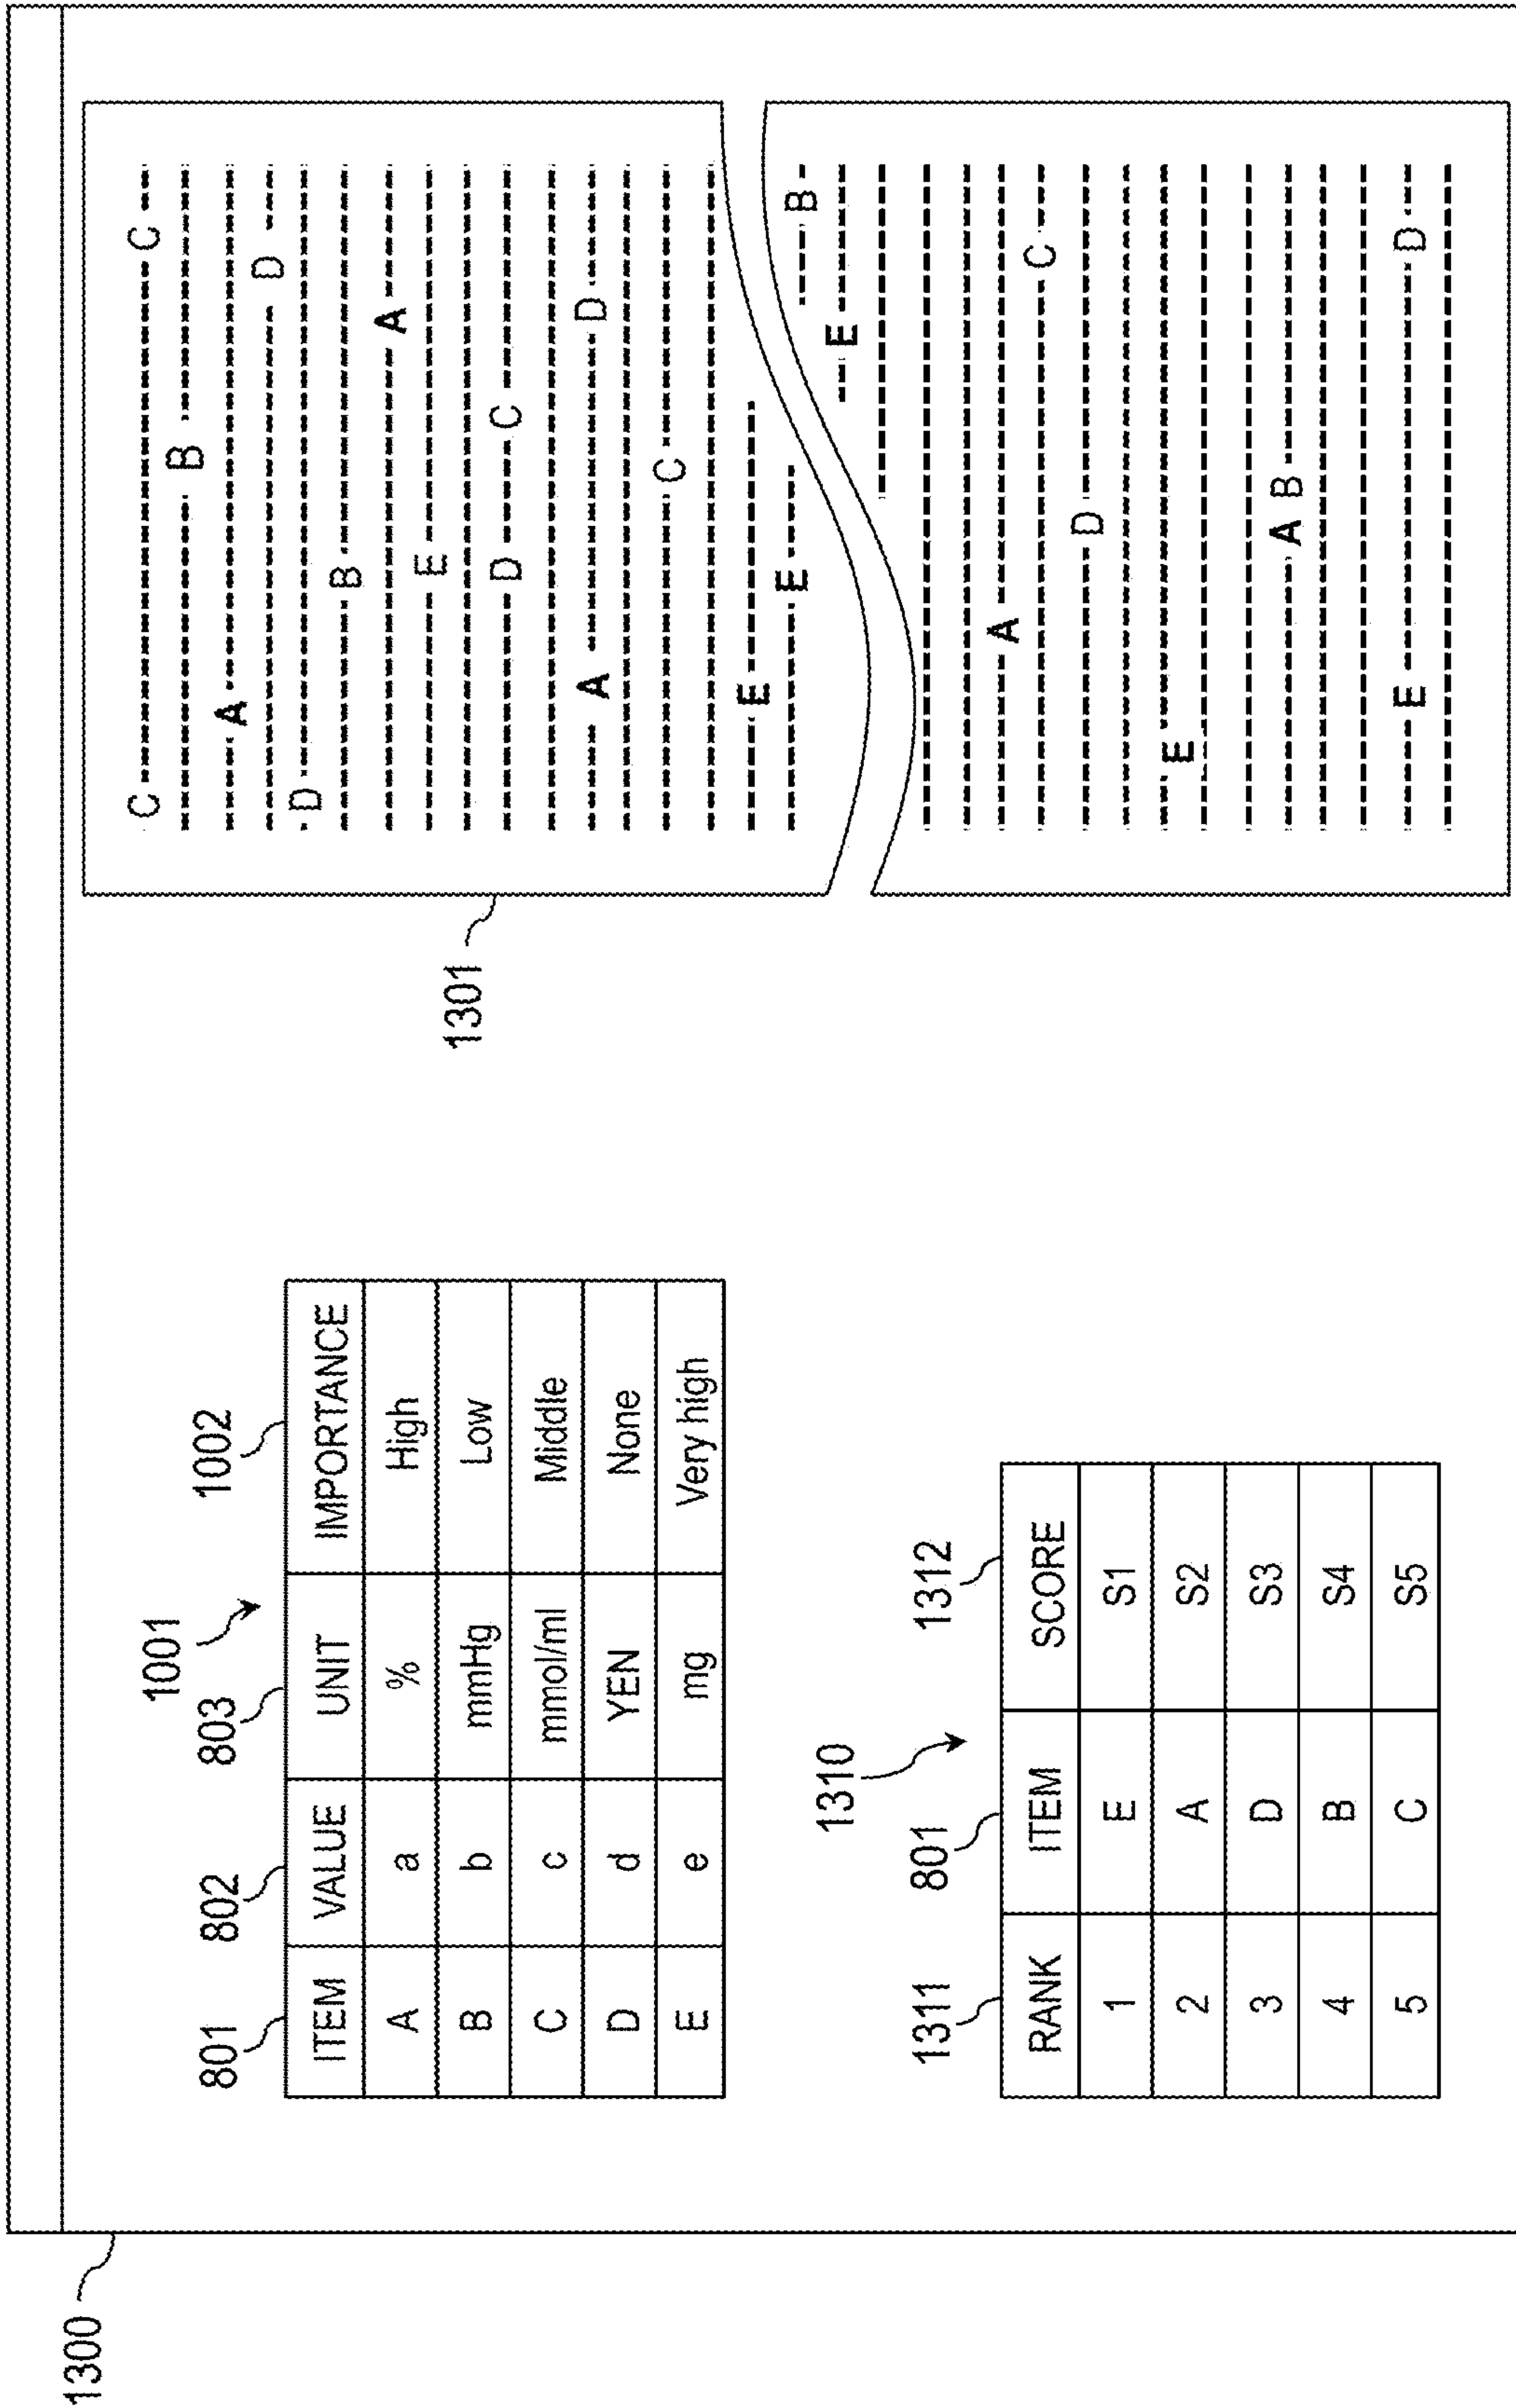 1300
1001
801 802 803 1002
ITEM VALUE UNIT IMPORTANCE
A a % High
B b mmHg Low
C c mmol/ml Middle
D d YEN None
E e mg Very high
1310
1311 801 1312
RANK ITEM SCORE
1 E S1
2 A S2
3 D S3
4 B S4
5 C S5
1301
C C
B
A
D
D
B
A
E
D C
A D
C
E
E
B
E
A
C
D
E
A B
E D